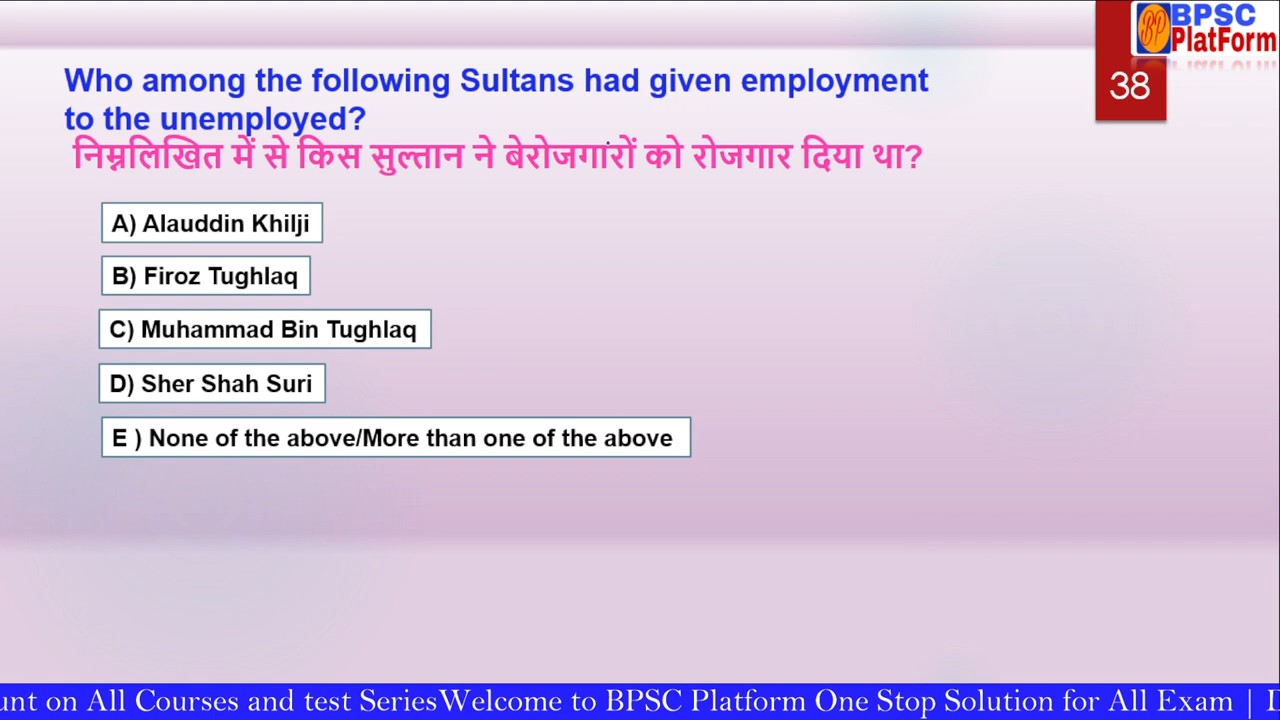 BPSC
PlatForm
BP
38
Who among the following Sultans had given employment
to the unemployed?
निम्नलिखित में से किस सुल्तान ने बेरोजगारों को रोजगार दिया था?
A) Alauddin Khilji
B) Firoz Tughlaq
C) Muhammad Bin Tughlaq
D) Sher Shah Suri
E ) None of the above/More than one of the above
unt on All Courses and test SeriesWelcome to BPSC Platform One Stop Solution for All Exam |